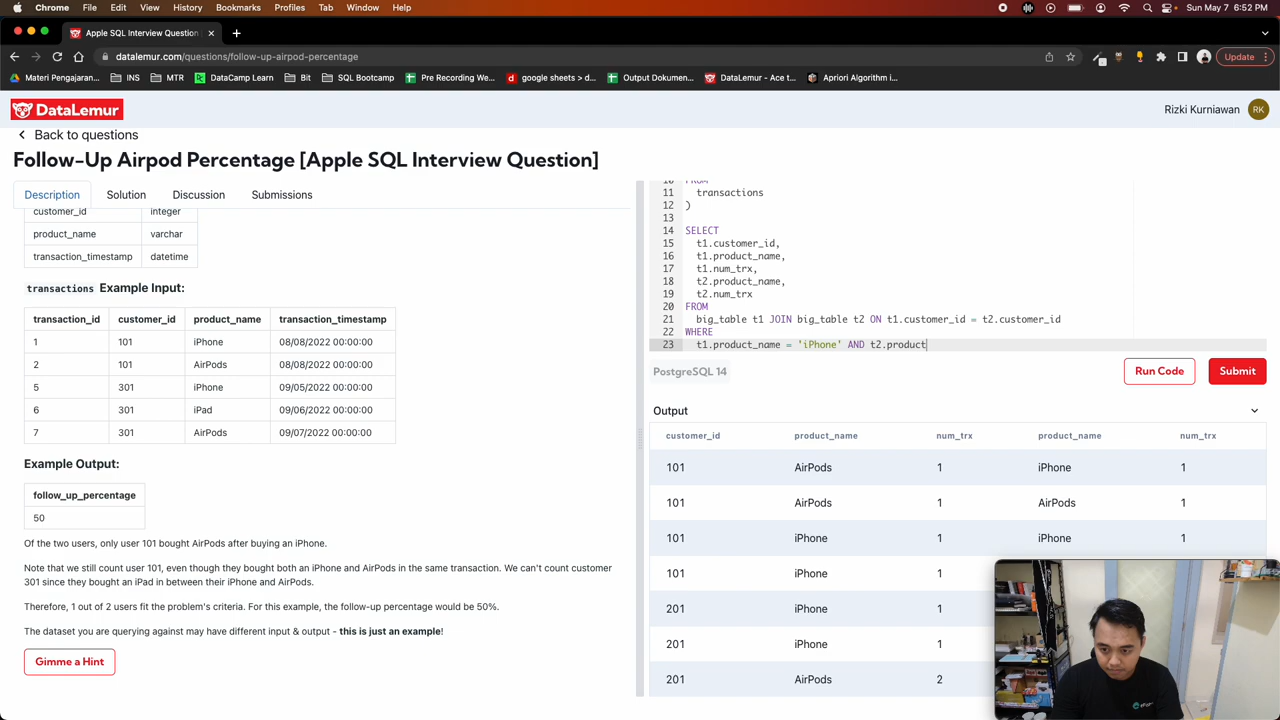 Chrome File Edit View History Bookmarks Profiles Tab Window Help
Sun May 7 6:52 PM
Apple SQL Interview Question
datalemur.com/questions/follow-up-airpod-percentage
Update
Materi Pengajaran... INS MTR DataCamp Learn Bit SQL Bootcamp Pre Recording We... google sheets > d... Output Dokumen... DataLemur - Ace t... Apriori Algorithm i...
DataLemur
Rizki Kurniawan RK
Back to questions
Follow-Up Airpod Percentage [Apple SQL Interview Question]
Description Solution Discussion Submissions
customer_id integer
product_name varchar
transaction_timestamp datetime
transactions Example Input:
transaction_id customer_id product_name transaction_timestamp
1 101 iPhone 08/08/2022 00:00:00
2 101 AirPods 08/08/2022 00:00:00
5 301 iPhone 09/05/2022 00:00:00
6 301 iPad 09/06/2022 00:00:00
7 301 AirPods 09/07/2022 00:00:00
Example Output:
follow_up_percentage
50
Of the two users, only user 101 bought AirPods after buying an iPhone.
Note that we still count user 101, even though they bought both an iPhone and AirPods in the same transaction. We can't count customer
301 since they bought an iPad in between their iPhone and AirPods.
Therefore, 1 out of 2 users fit the problem's criteria. For this example, the follow-up percentage would be 50%.
The dataset you are querying against may have different input & output - this is just an example!
Gimme a Hint
10 FROM
11 transactions
12 )
13
14 SELECT
15 t1.customer_id,
16 t1.product_name,
17 t1.num_trx,
18 t2.product_name,
19 t2.num_trx
20 FROM
21 big_table t1 JOIN big_table t2 ON t1.customer_id = t2.customer_id
22 WHERE
23 t1.product_name = 'iPhone' AND t2.product
PostgreSQL 14
Run Code Submit
Output
customer_id product_name num_trx product_name num_trx
101 AirPods 1 iPhone 1
101 AirPods 1 AirPods 1
101 iPhone 1 iPhone 1
101 iPhone 1
201 iPhone 1
201 iPhone 1
201 AirPods 2